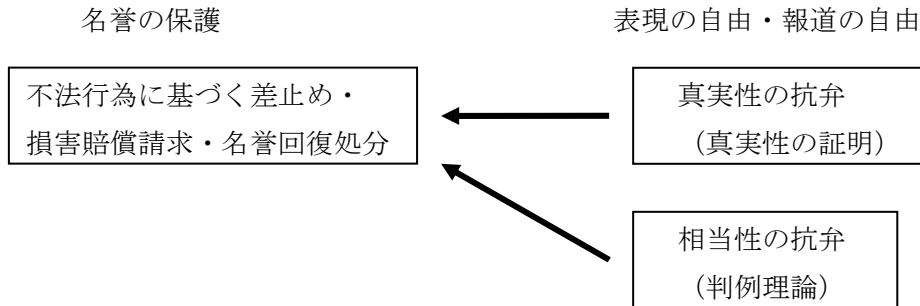 名誉の保護
表現の自由・報道の自由
不法行為に基づく差止め・
損害賠償請求・名誉回復処分
真実性の抗弁
（真実性の証明）
相当性の抗弁
（判例理論）